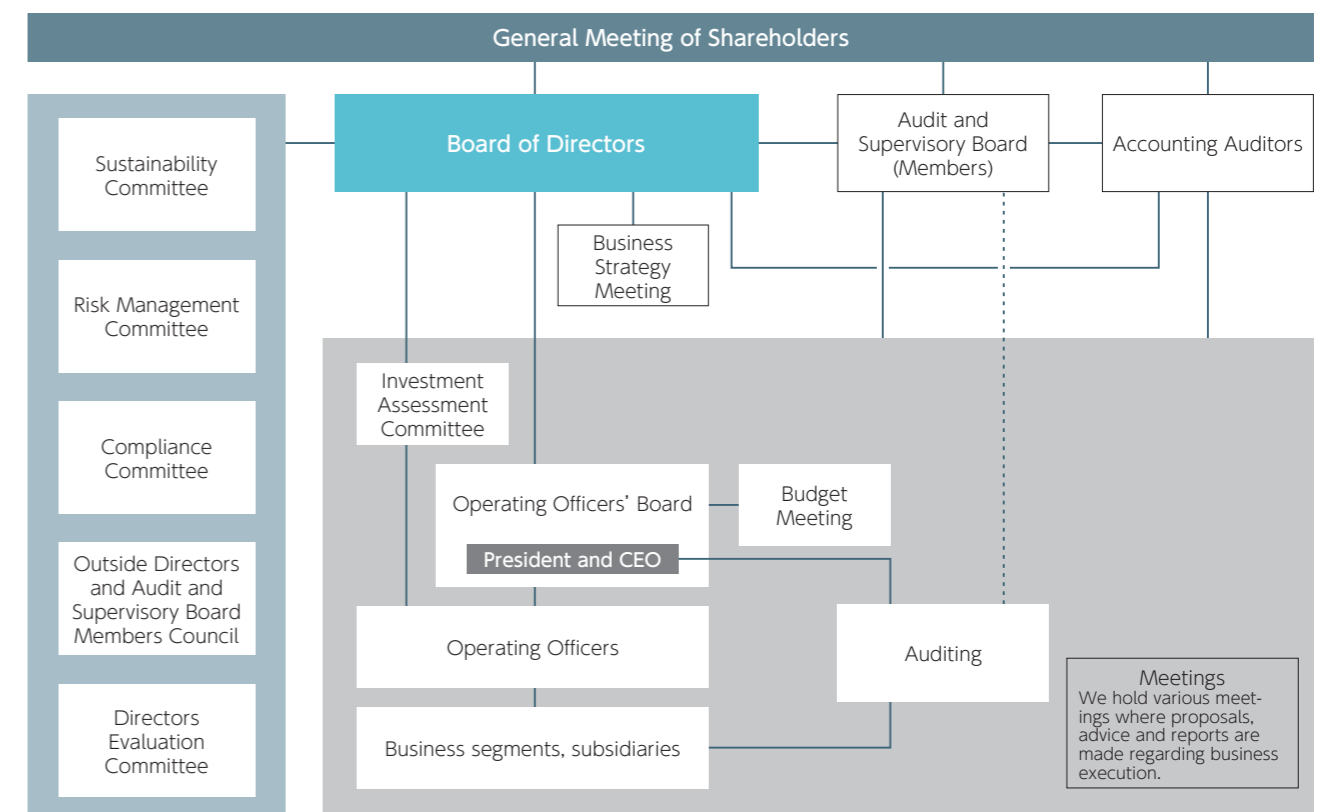 General Meeting of Shareholders
Sustainability
Committee
Risk Management
Committee
Compliance
Committee
Outside Directors
and Audit and
Supervisory Board
Members Council
Directors
Evaluation
Committee
Board of Directors
Audit and
Supervisory Board
(Members)
Accounting Auditors
Business
Strategy
Meeting
Investment
Assessment
Committee
Operating Officers’ Board
Budget
Meeting
President and CEO
Operating Officers
Auditing
Business segments, subsidiaries
Meetings
We hold various meet-
ings where proposals,
advice and reports are
made regarding business
execution.